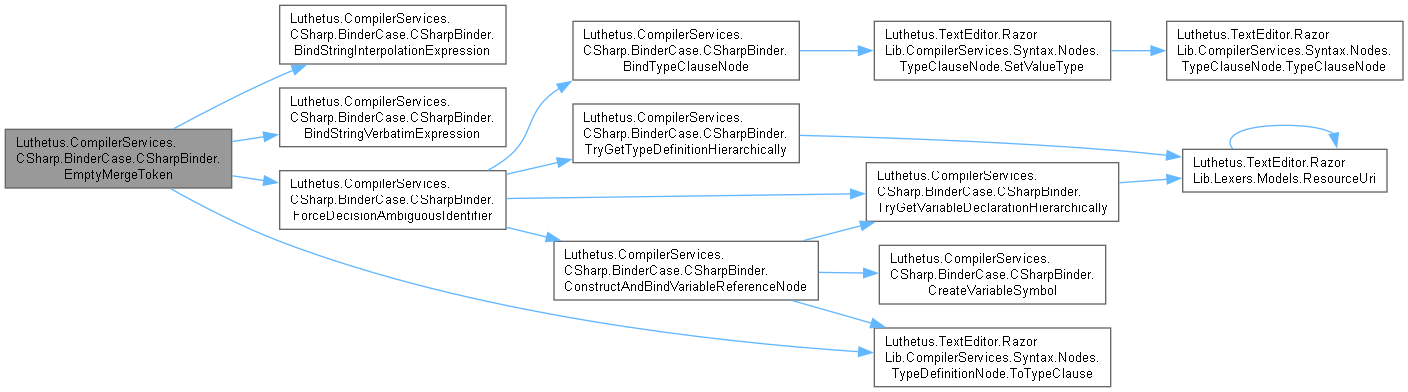 Luthetus.CompilerServices.
CSharp.BinderCase.CSharpBinder.
EmptyMergeToken
Luthetus.CompilerServices.
CSharp.BinderCase.CSharpBinder.
BindStringInterpolationExpression
Luthetus.CompilerServices.
CSharp.BinderCase.CSharpBinder.
BindStringVerbatimExpression
Luthetus.CompilerServices.
CSharp.BinderCase.CSharpBinder.
ForceDecisionAmbiguousIdentifier
Luthetus.CompilerServices.
CSharp.BinderCase.CSharpBinder.
BindTypeClauseNode
Luthetus.CompilerServices.
CSharp.BinderCase.CSharpBinder.
TryGetTypeDefinitionHierarchically
Luthetus.CompilerServices.
CSharp.BinderCase.CSharpBinder.
ConstructAndBindVariableReferenceNode
Luthetus.TextEditor.Razor
Lib.CompilerServices.Syntax.Nodes.
TypeClauseNode.SetValueType
Luthetus.CompilerServices.
CSharp.BinderCase.CSharpBinder.
TryGetVariableDeclarationHierarchically
Luthetus.CompilerServices.
CSharp.BinderCase.CSharpBinder.
CreateVariableSymbol
Luthetus.TextEditor.Razor
Lib.CompilerServices.Syntax.Nodes.
TypeDefinitionNode.ToTypeClause
Luthetus.TextEditor.Razor
Lib.CompilerServices.Syntax.Nodes.
TypeClauseNode.TypeClauseNode
Luthetus.TextEditor.Razor
Lib.Lexers.Models.ResourceUri